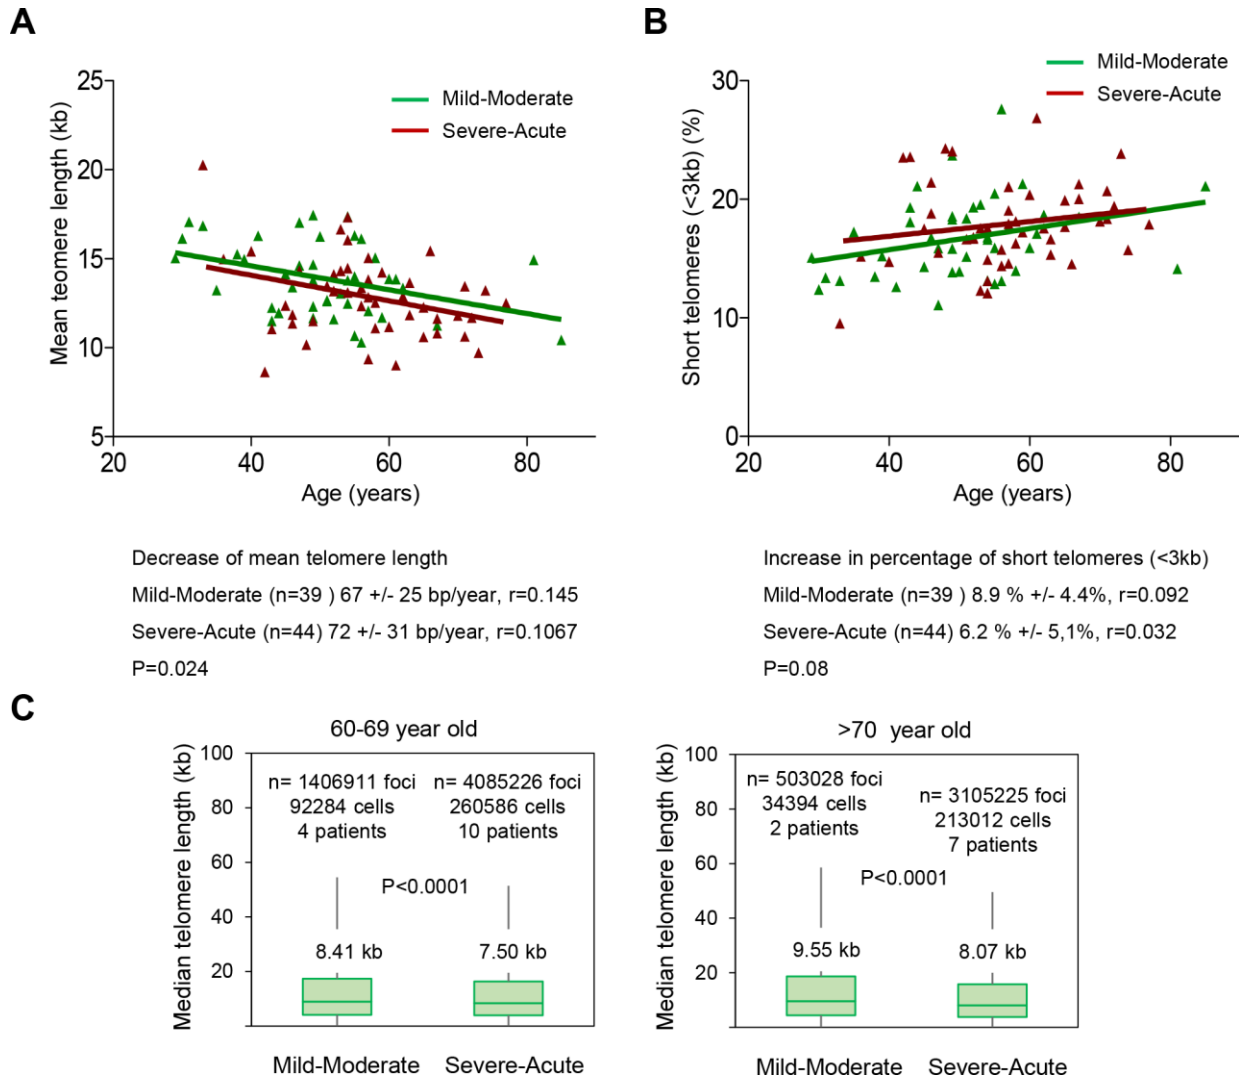 A
B
25
20
15
10
5
20
40
60
80
Mean teomere length (kb)
Age (years)
Mild-Moderate
Severe-Acute
30
20
10
0
20
40
60
80
Short telomeres (<3kb) (%)
Age (years)
Mild-Moderate
Severe-Acute
Decrease of mean telomere length
Mild-Moderate (n=39 ) 67 +/- 25 bp/year, r=0.145
Severe-Acute (n=44) 72 +/- 31 bp/year, r=0.1067
P=0.024
Increase in percentage of short telomeres (<3kb)
Mild-Moderate (n=39 ) 8.9 % +/- 4.4%, r=0.092
Severe-Acute (n=44) 6.2 % +/- 5,1%, r=0.032
P=0.08
C
60-69 year old
Median telomere length (kb)
100
80
60
40
20
n= 1406911 foci
92284 cells
4 patients
n= 4085226 foci
260586 cells
10 patients
P<0.0001
8.41 kb
7.50 kb
Mild-Moderate
Severe-Acute
>70 year old
Median telomere length (kb)
100
80
60
40
20
n= 503028 foci
34394 cells
2 patients
n= 3105225 foci
213012 cells
7 patients
P<0.0001
9.55 kb
8.07 kb
Mild-Moderate
Severe-Acute